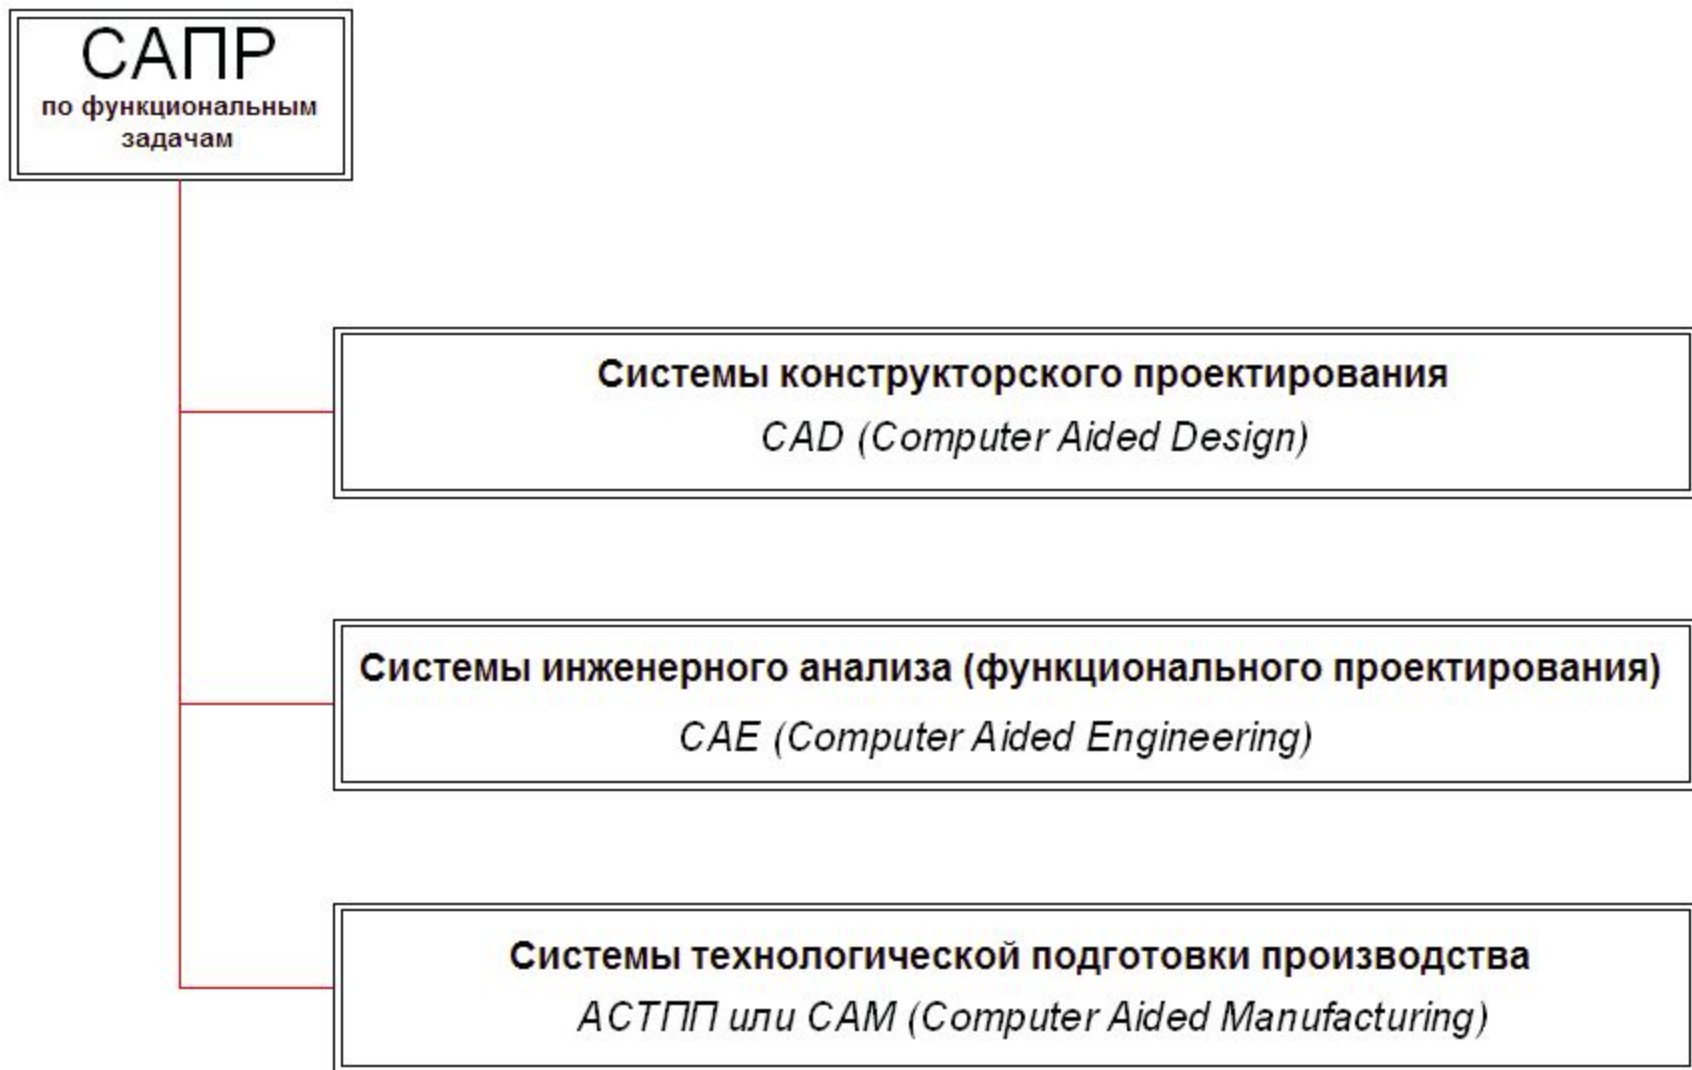 САПР
по функциональным
задачам
Системы конструкторского проектирования
CAD (Computer Aided Design)
Системы инженерного анализа (функционального проектирования)
CAE (Computer Aided Engineering)
Системы технологической подготовки производства
АСТПП или CAM (Computer Aided Manufacturing)